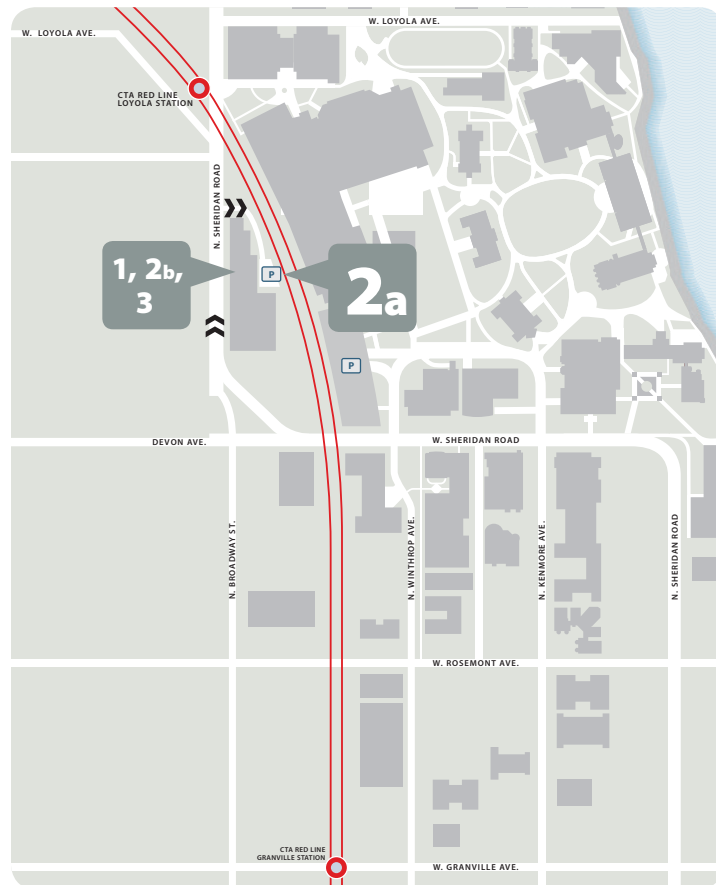 W. LOYOLA AVE.
W. LOYOLA AVE.
CTA RED LINE
LOYOLA STATION
N. SHERIDAN ROAD
1, 2b,
3
P
2a
P
DEVON AVE.
W. SHERIDAN ROAD
N. BROADWAY ST.
N. WINTHROP AVE.
N. KENMORE AVE.
N. SHERIDAN ROAD
W. ROSEMONT AVE.
CTA RED LINE
GRANVILLE STATION
W. GRANVILLE AVE.